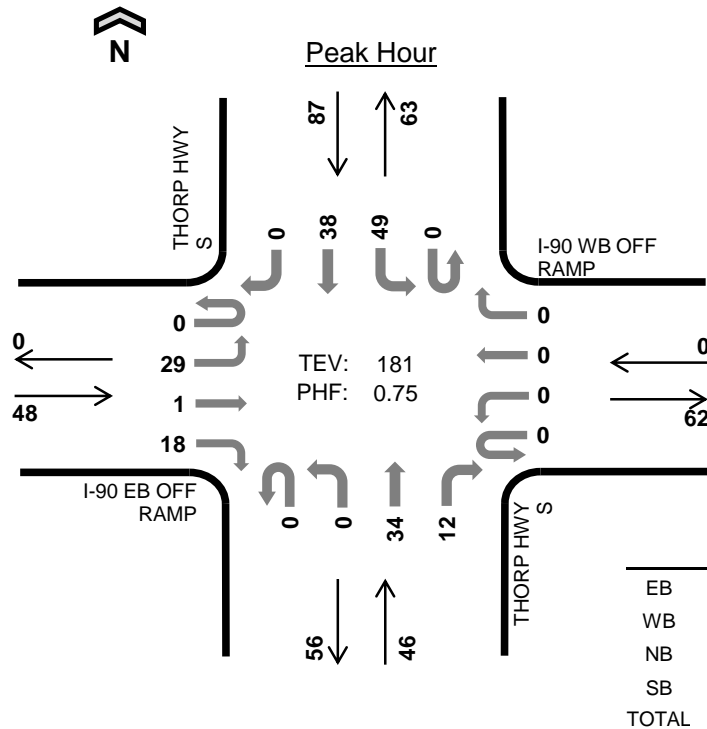 N
Peak Hour
87
63
THORP HWY
S
0
38
49
0
I-90 WB OFF
RAMP
0
0
29
0
0
0
48
1
TEV: 181
PHF: 0.75
0
0
62
18
0
I-90 EB OFF
RAMP
0
0
34
12
THORP HWY
S
56
46
EB
WB
NB
SB
TOTAL